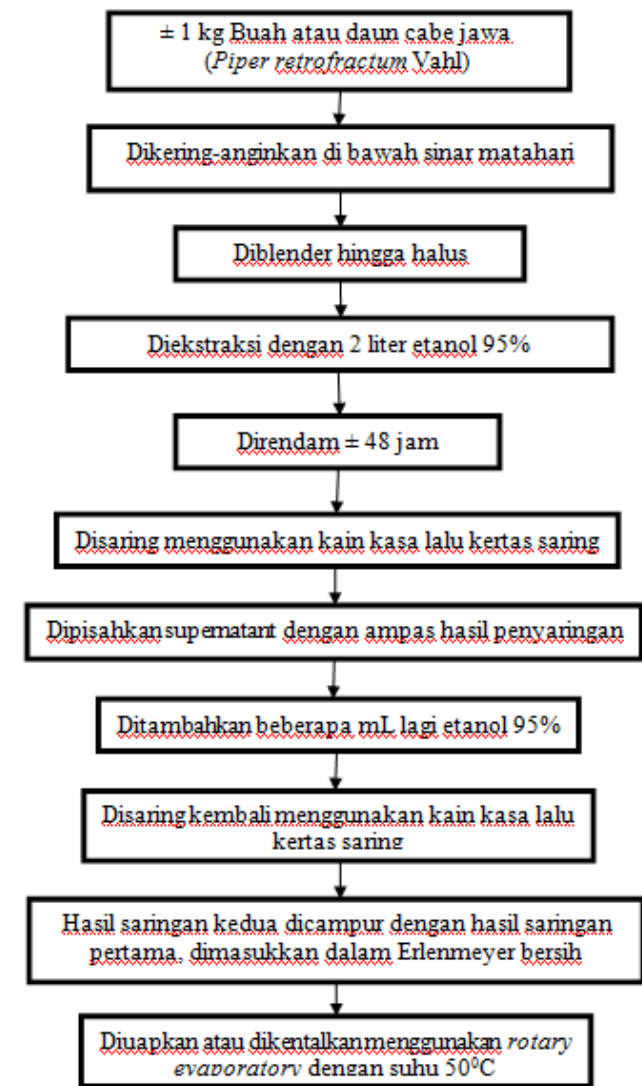 ± 1 kg Buah atau daun cabe jawa
(Piper retrofractum Vahl)
Dikering-anginkan di bawah sinar matahari
Diblender hingga halus
Diekstraksi dengan 2 liter etanol 95%
Direndam ± 48 jam
Disaring menggunakan kain kasa lalu kertas saring
Dipisahkan supernatant dengan ampas hasil penyaringan
Ditambahkan beberapa mL lagi etanol 95%
Disaring kembali menggunakan kain kasa lalu
kertas saring
Hasil saringan kedua dicampur dengan hasil saringan
pertama, dimasukkan dalam Erlenmeyer bersih
Diuapkan atau dikentalkan menggunakan rotary
evaporatory dengan suhu 50⁰C